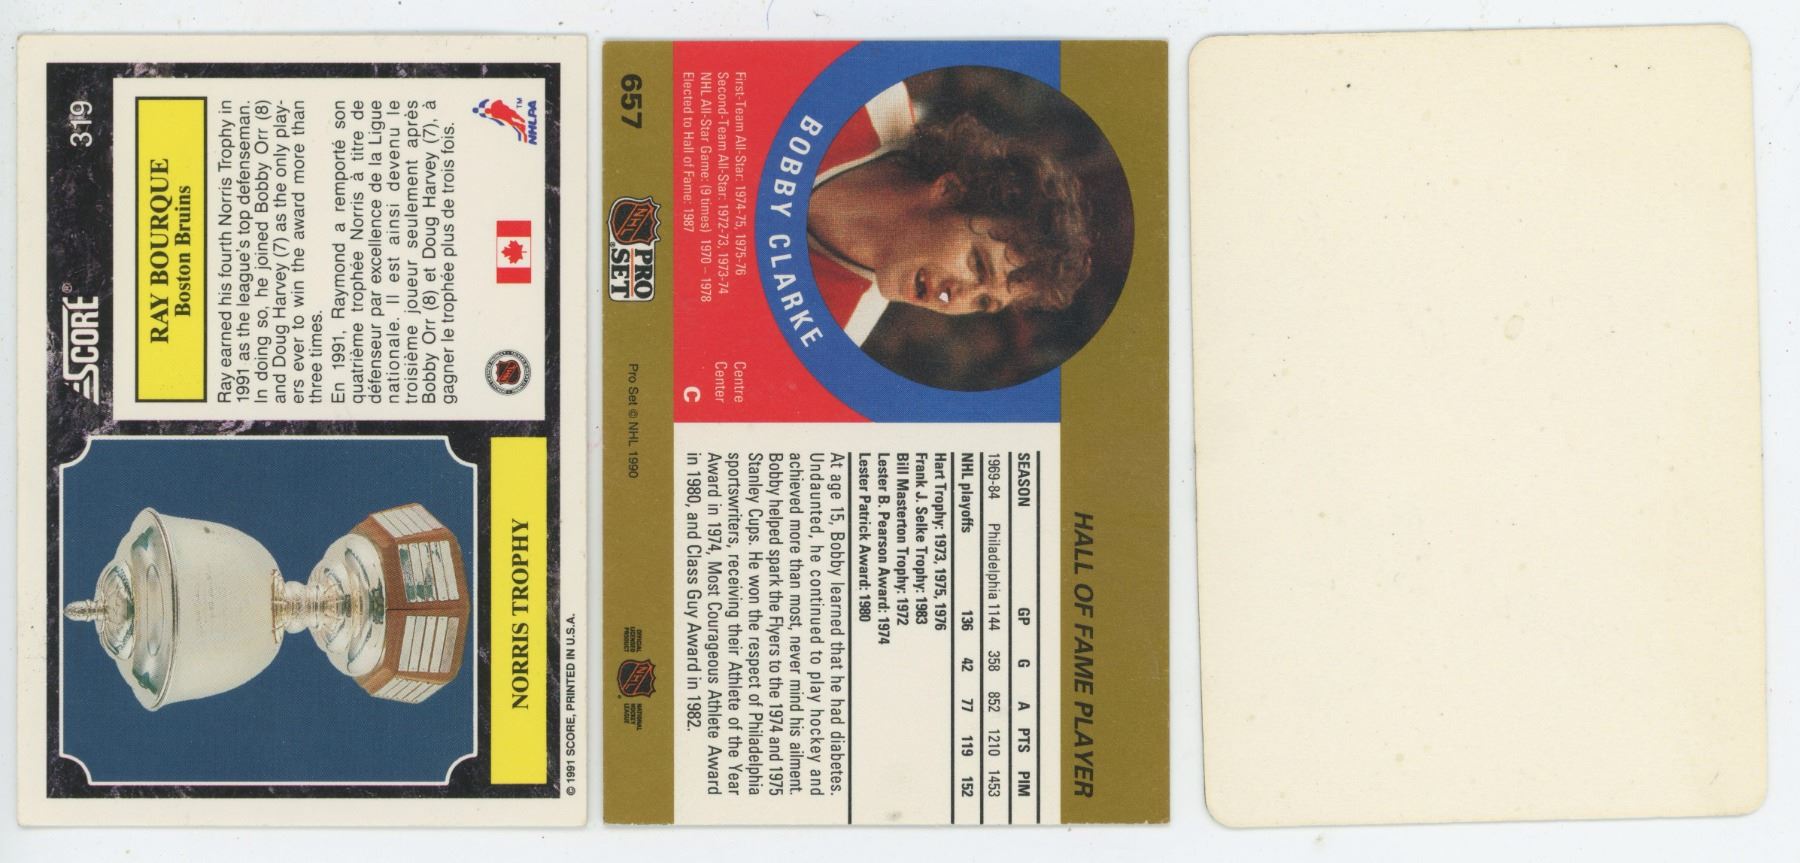 319
SCORE®
RAY BOURQUE
Boston Bruins
Ray earned his fourth Norris Trophy in
1991 as the league's top defenseman.
In doing so, he joined Bobby Orr (8)
and Doug Harvey (7) as the only play-
ers ever to win the award more than
three times.
En 1991, Raymond a remporté son
quatrième trophée Norris à titre de
défenseur par excellence de la Ligue
nationale. Il est ainsi devenu le
troisième joueur seulement après
Bobby Orr (8) et Doug Harvey (7), à
gagner le trophée plus de trois fois.
NHLPA™
NORRIS TROPHY
© 1991 SCORE, PRINTED IN U.S.A.
HALL OF FAME PLAYER
BOBBY CLARKE
First-Team All-Star: 1974-75, 1975-76
Second-Team All-Star: 1972-73, 1973-74
NHL All-Star Game: (9 times) 1970 – 1978
Elected to Hall of Fame: 1987
Centre
Center
C
SEASON GP G A PTS PIM
1969-84 Philadelphia 1144 358 852 1210 1453
NHL playoffs 136 42 77 119 152
Hart Trophy: 1973, 1975, 1976
Frank J. Selke Trophy: 1983
Bill Masterton Trophy: 1972
Lester B. Pearson Award: 1974
Lester Patrick Award: 1980
At age 15, Bobby learned that he had diabetes.
Undaunted, he continued to play hockey and
achieved more than most, never mind his ailment.
Bobby helped spark the Flyers to the 1974 and 1975
Stanley Cups. He won the respect of Philadelphia
sportswriters, receiving their Athlete of the Year
Award in 1974, Most Courageous Athlete Award
in 1980, and Class Guy Award in 1982.
657
NHL
PRO
SET
Pro Set © NHL 1990
OFFICIAL
LICENSED
PRODUCT
NHL
NATIONAL
HOCKEY
LEAGUE